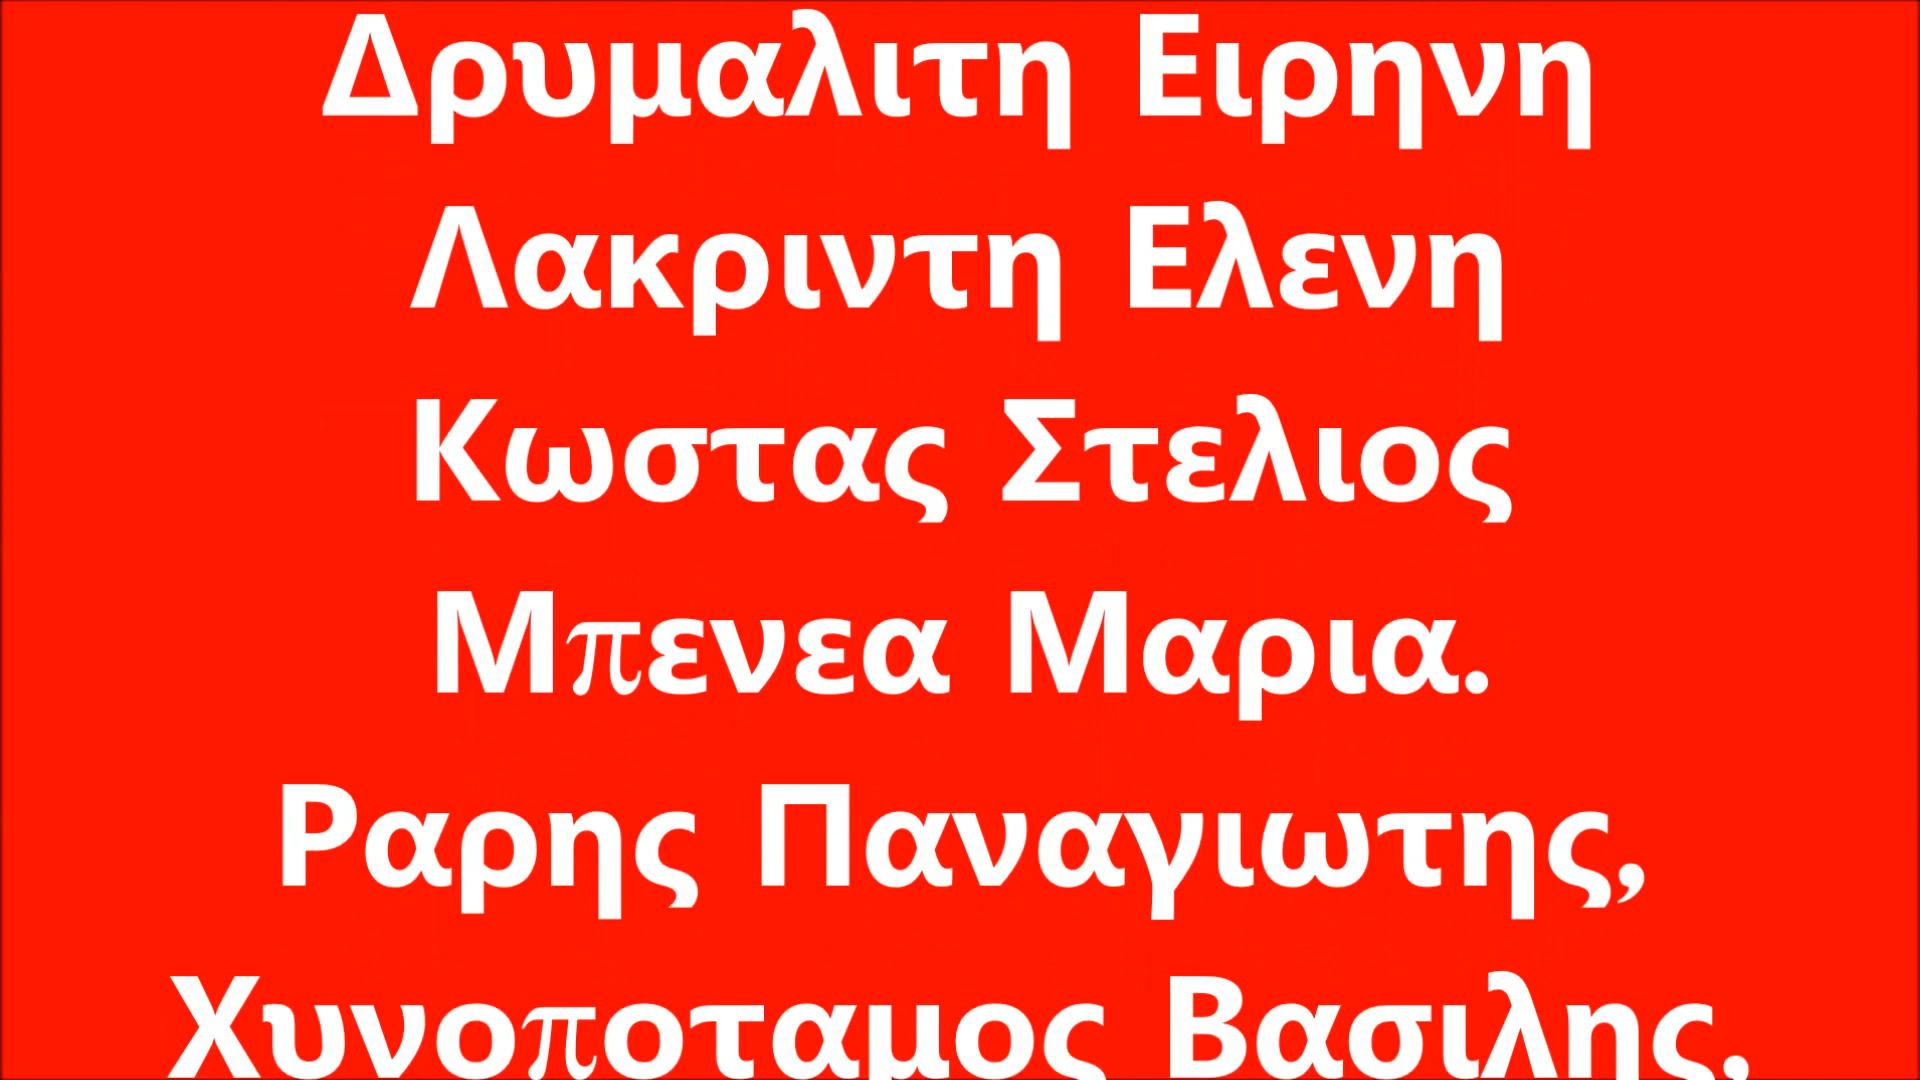 Δρυμαλιτη Ειρηνη
Λακριντη Ελενη
Κωστας Στελιος
Μπενεα Μαρια.
Ραρης Παναγιωτης,
Χυνοποταμος Βασιλης,